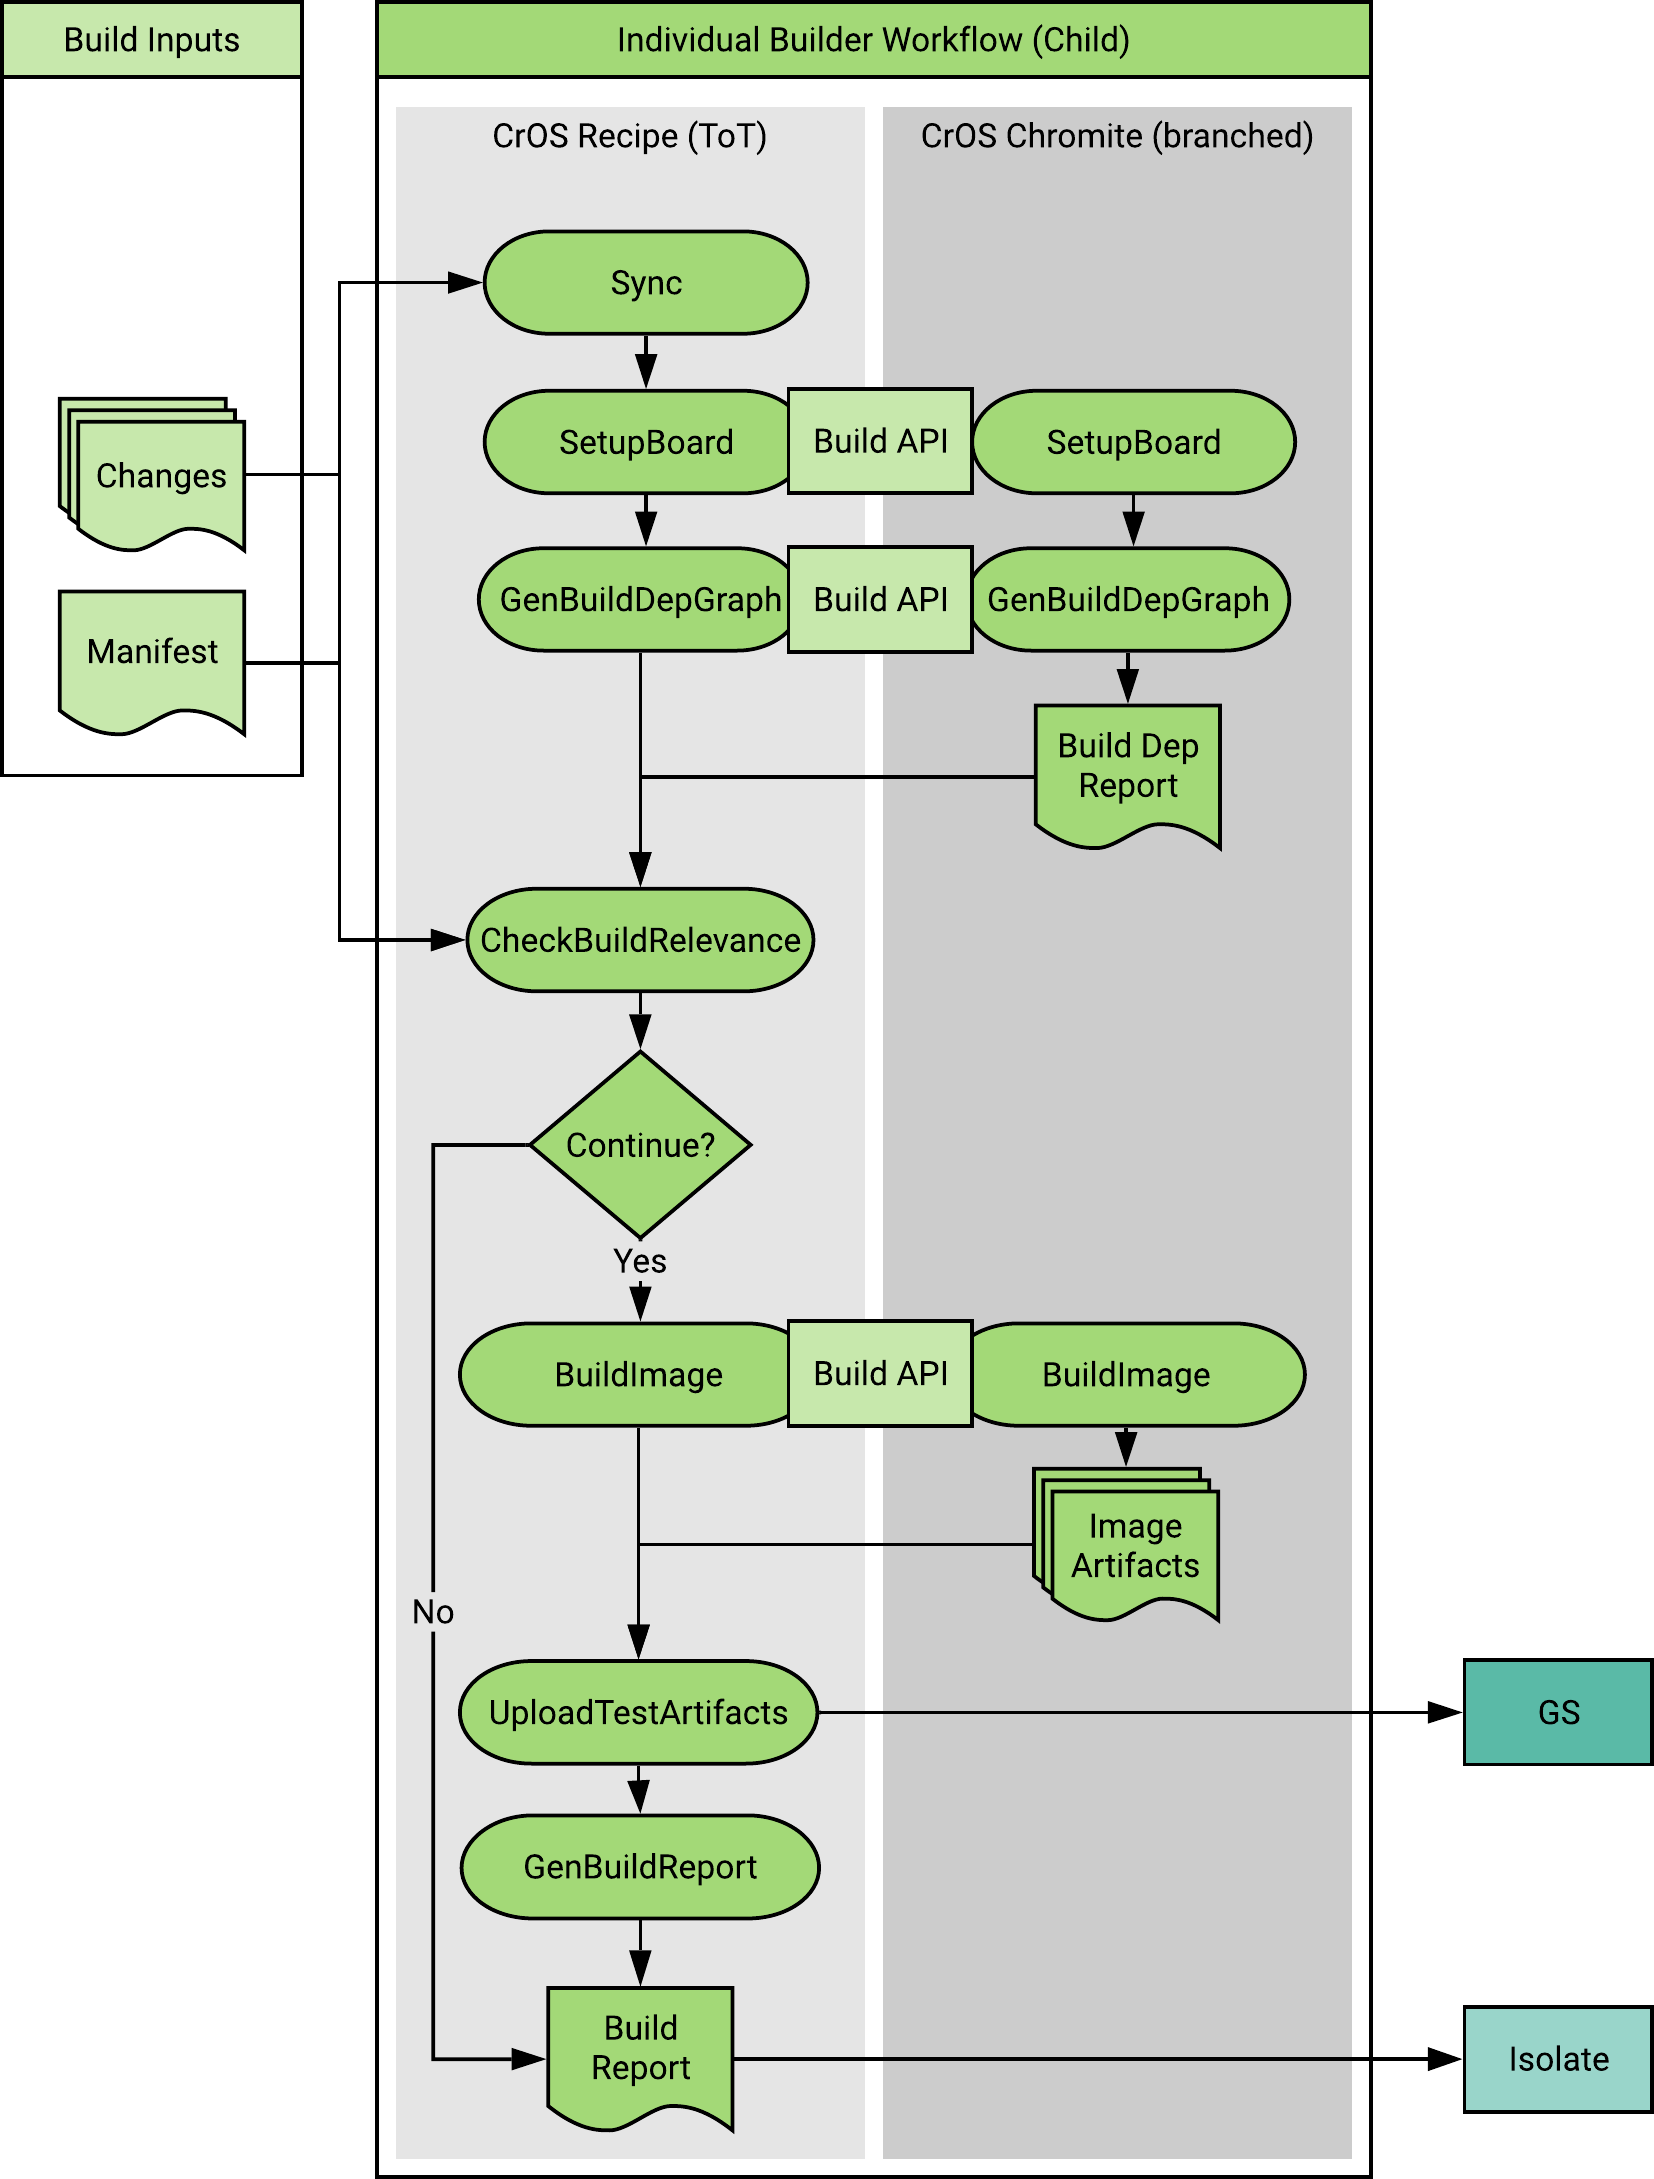 Build Inputs
Individual Builder Workflow (Child)
CrOS Recipe (ToT)
CrOS Chromite (branched)
Sync
SetupBoard
Build API
SetupBoard
Changes
GenBuildDepGraph
Build API
GenBuildDepGraph
Manifest
Build Dep
Report
CheckBuildRelevance
Continue?
Yes
BuildImage
Build API
BuildImage
Image
Artifacts
No
UploadTestArtifacts
GS
GenBuildReport
Build
Report
Isolate